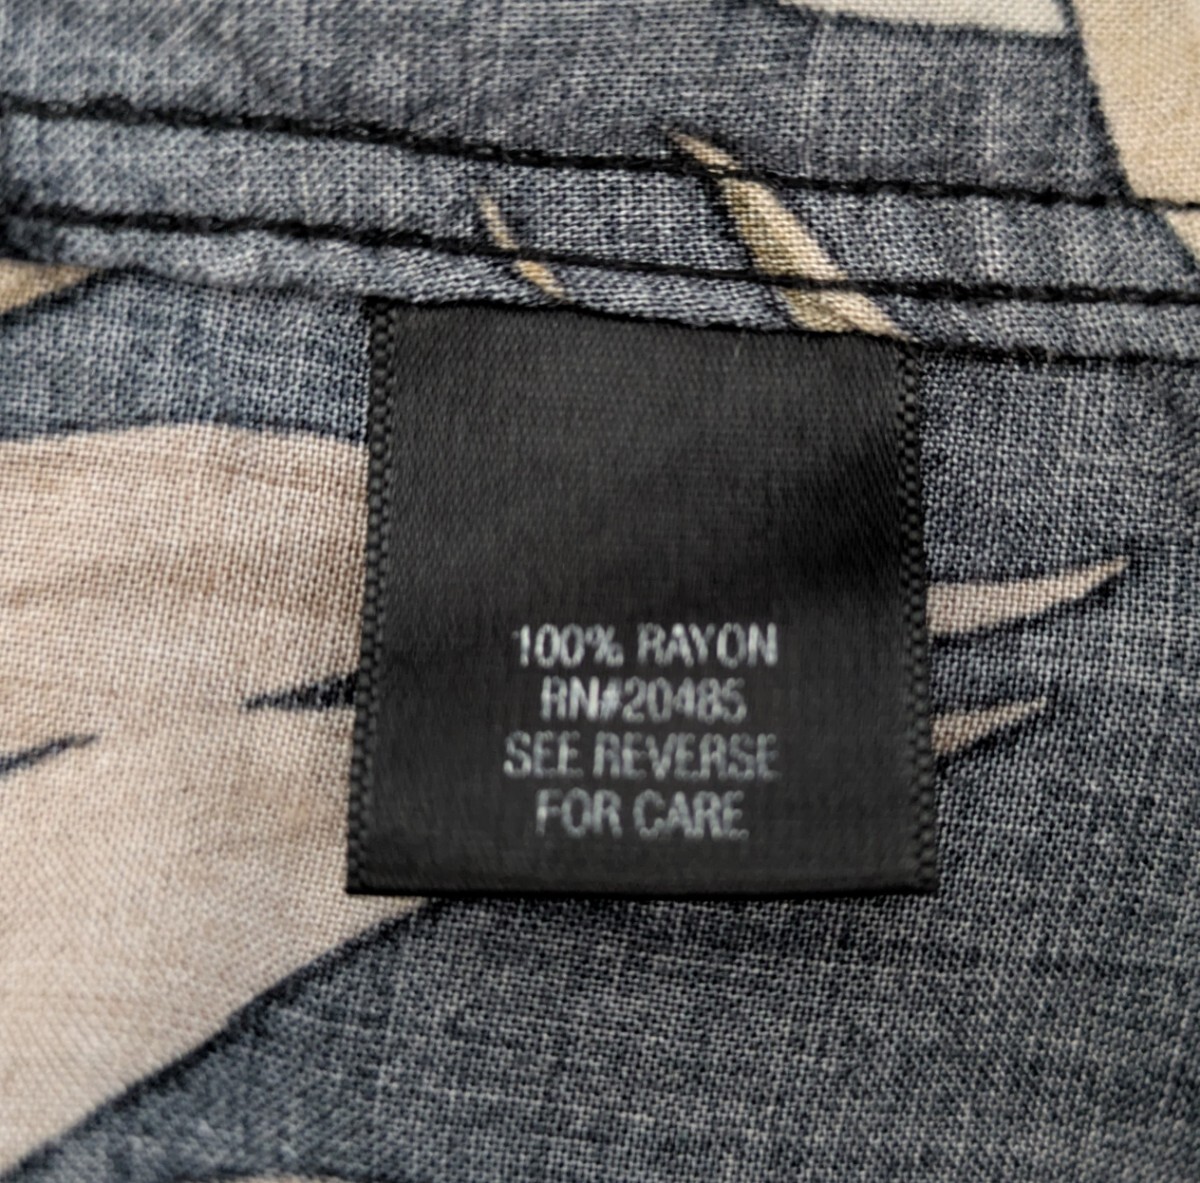 100% RAYON
RN#20485
SEE REVERSE
FOR CARE